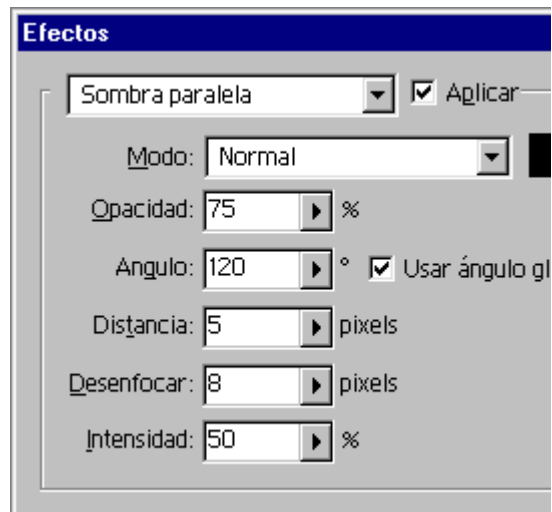 Efectos
Sombra paralela Aplicar
Modo: Normal
Opacidad: 75 %
Angulo: 120 ° Usar ángulo gl
Distancia: 5 pixels
Desenfocar: 8 pixels
Intensidad: 50 %